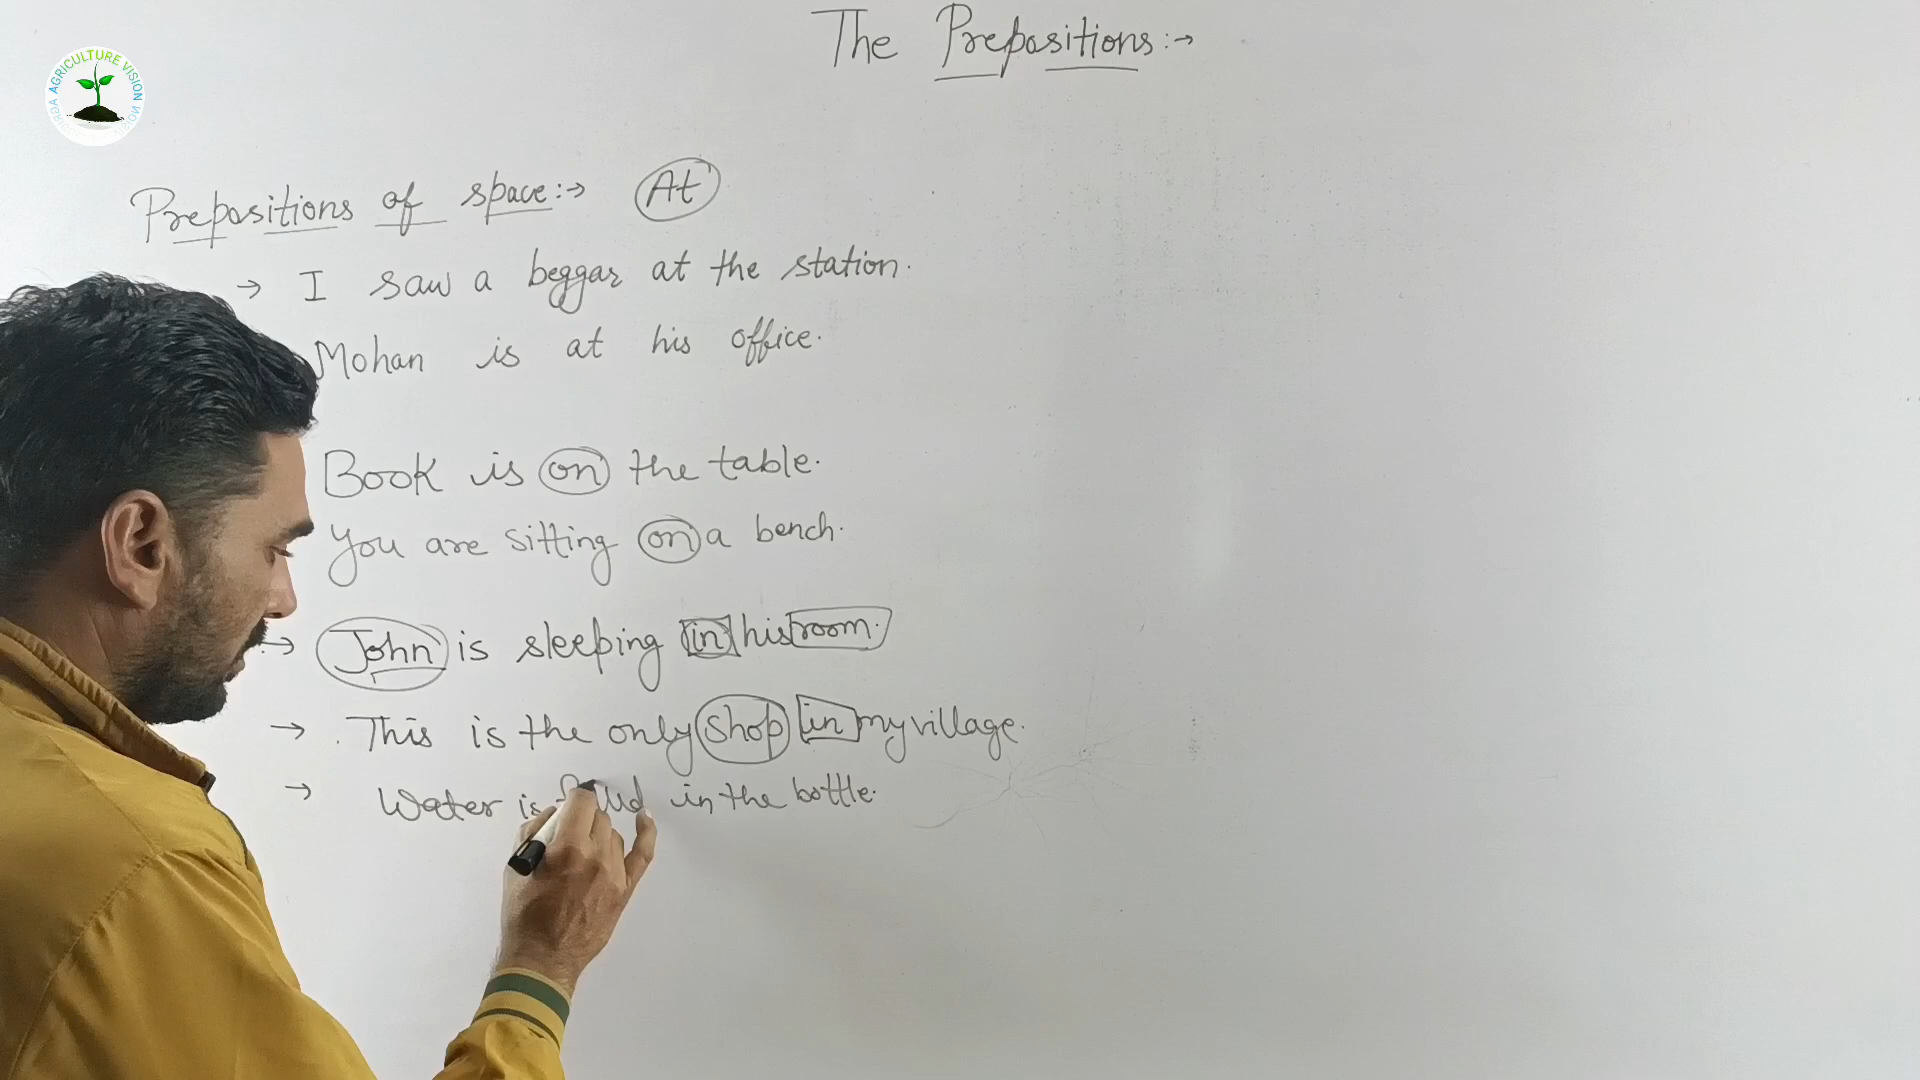 AGRICULTURE VISION
The Prepositions:→
Prepositions of space:→ At
→ I saw a beggar at the station.
Mohan is at his office.
Book is on the table.
You are sitting on a bench.
→ John is sleeping in his room.
→ This is the only shop in my village.
→ Water is in the bottle.